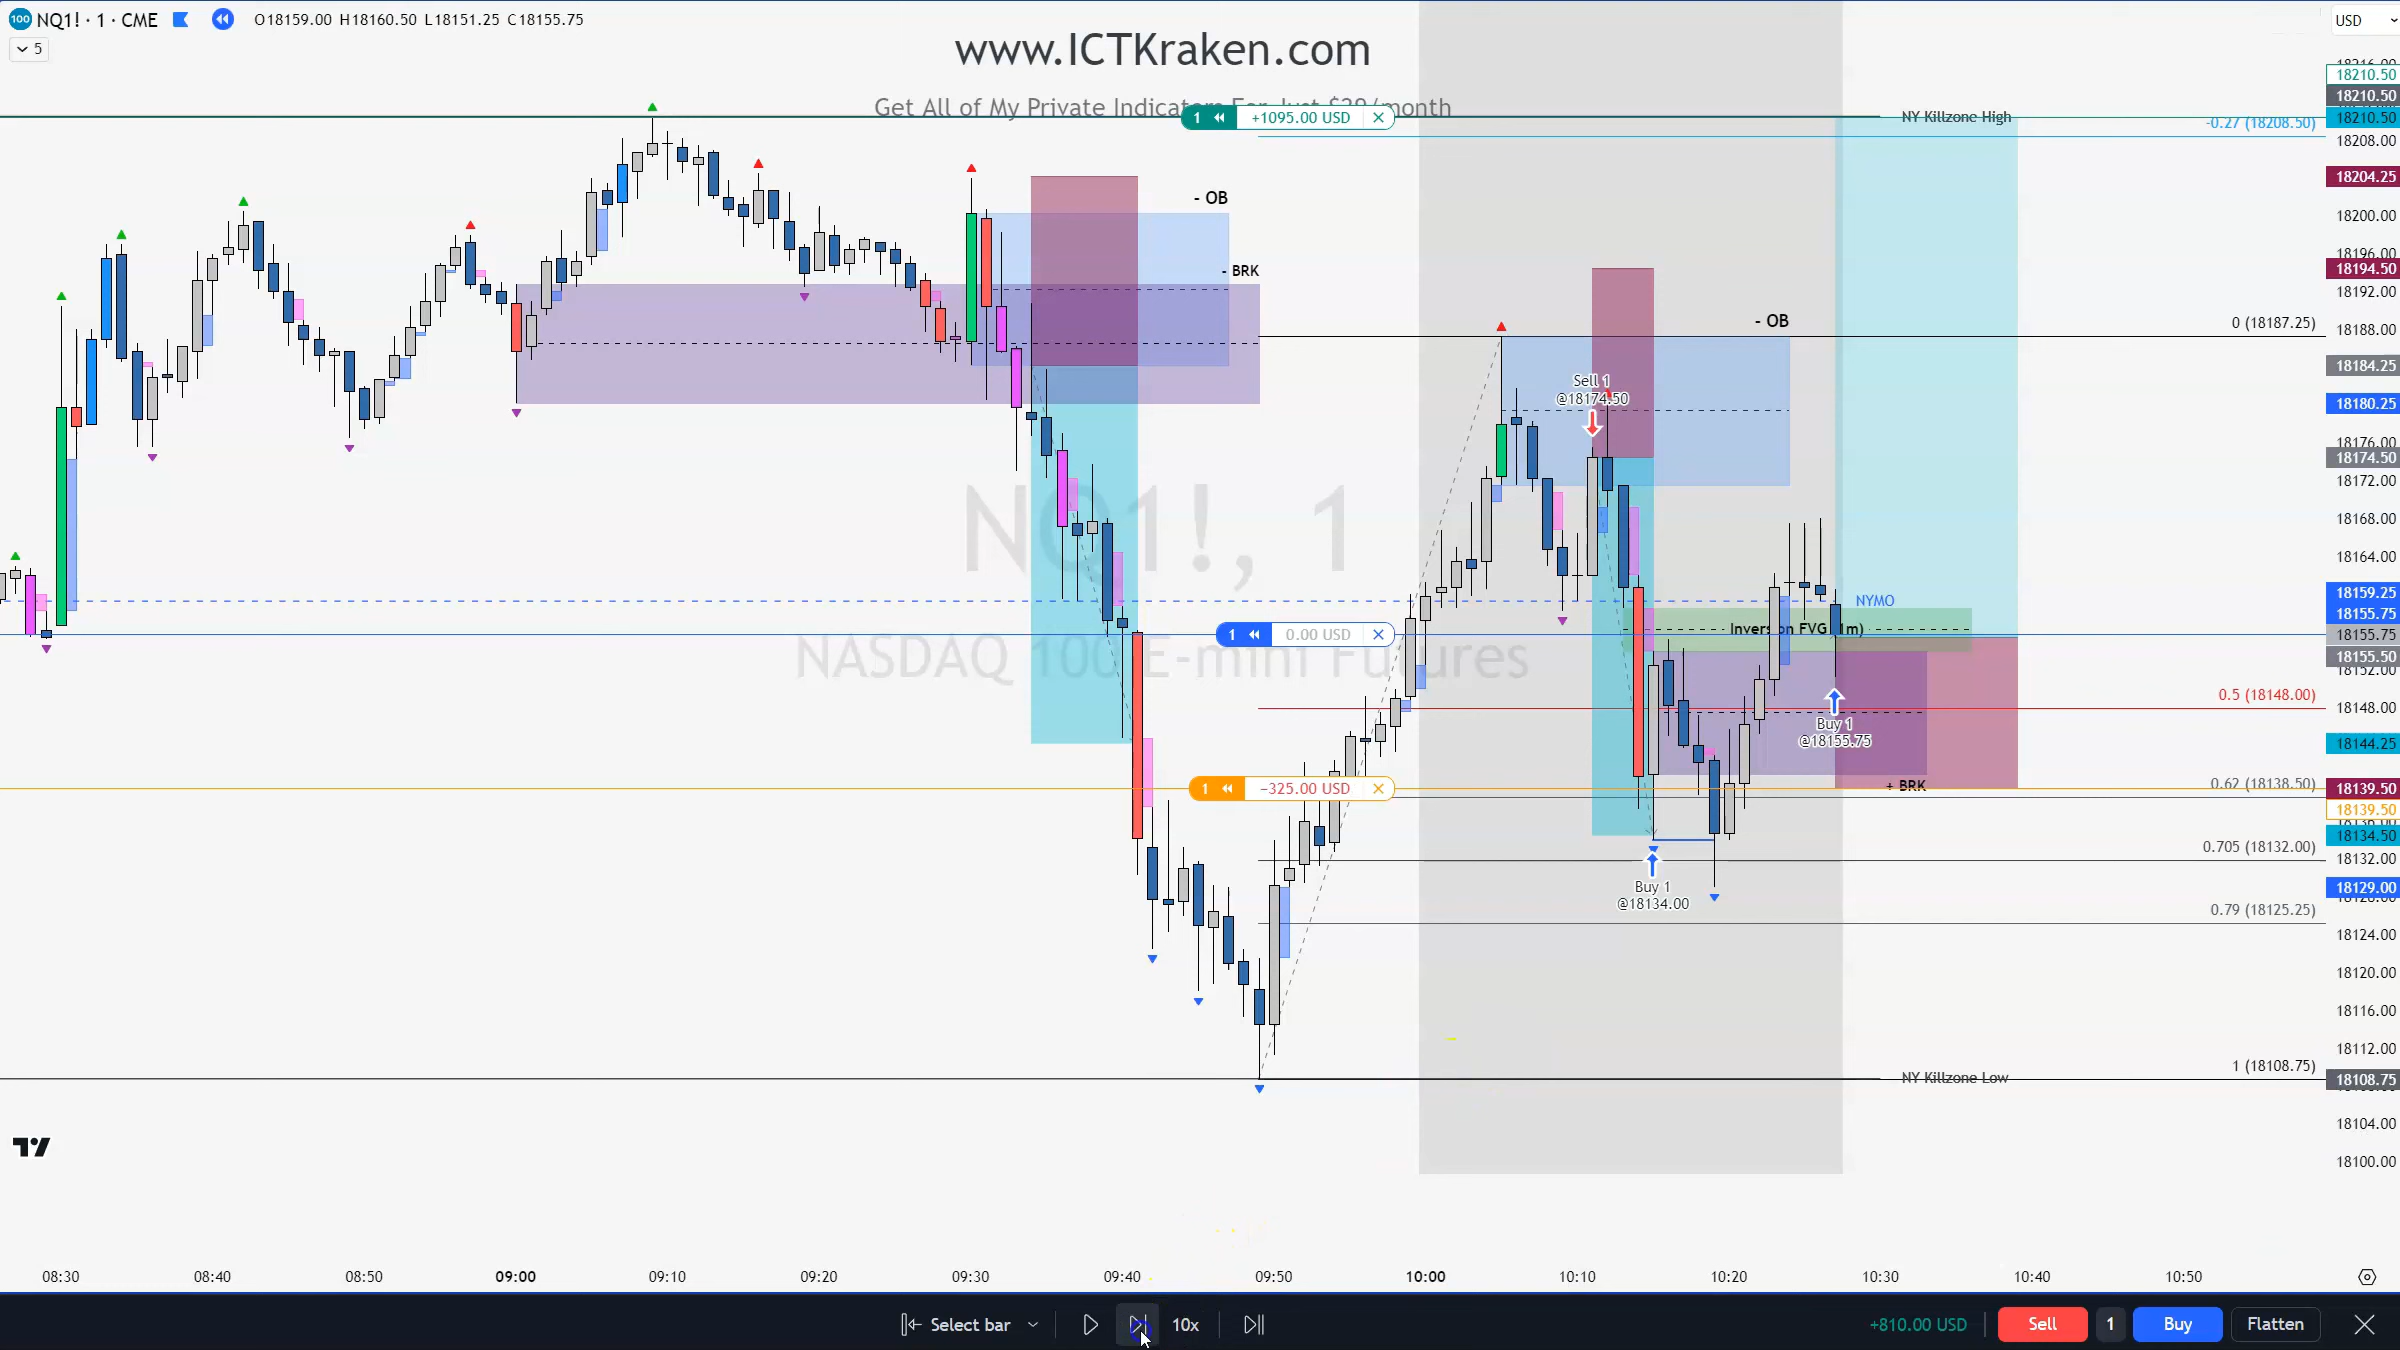 NQ1! · 1 · CME O18159.00 H18160.50 L18151.25 C18155.75
USD
5
www.ICTKraken.com
Get All of My Private Indicators For Just $29/month
1 +1095.00 USD
NY Killzone High
-0.27 (18208.50)
- OB
- BRK
- OB
0 (18187.25)
Sell 1
@18174.50
NQ1!, 1
NASDAQ 100 E-mini Futures
NYMO
Inversion FVG (1m)
1 0.00 USD
0.5 (18148.00)
Buy 1
@18155.75
1 −325.00 USD
+ BRK
0.62 (18138.50)
0.705 (18132.00)
Buy 1
@18134.00
0.79 (18125.25)
1 (18108.75)
NY Killzone Low
18210.50
18210.50
18210.50
18208.00
18204.25
18200.00
18196.00
18194.50
18192.00
18188.00
18184.25
18180.25
18176.00
18174.50
18172.00
18168.00
18164.00
18159.25
18155.75
18155.75
18155.50
18152.00
18148.00
18144.25
18139.50
18139.50
18134.50
18132.00
18129.00
18124.00
18120.00
18116.00
18112.00
18108.75
18104.00
18100.00
08:30 08:40 08:50 09:00 09:10 09:20 09:30 09:40 09:50 10:00 10:10 10:20 10:30 10:40 10:50
Select bar 10x +810.00 USD Sell 1 Buy Flatten